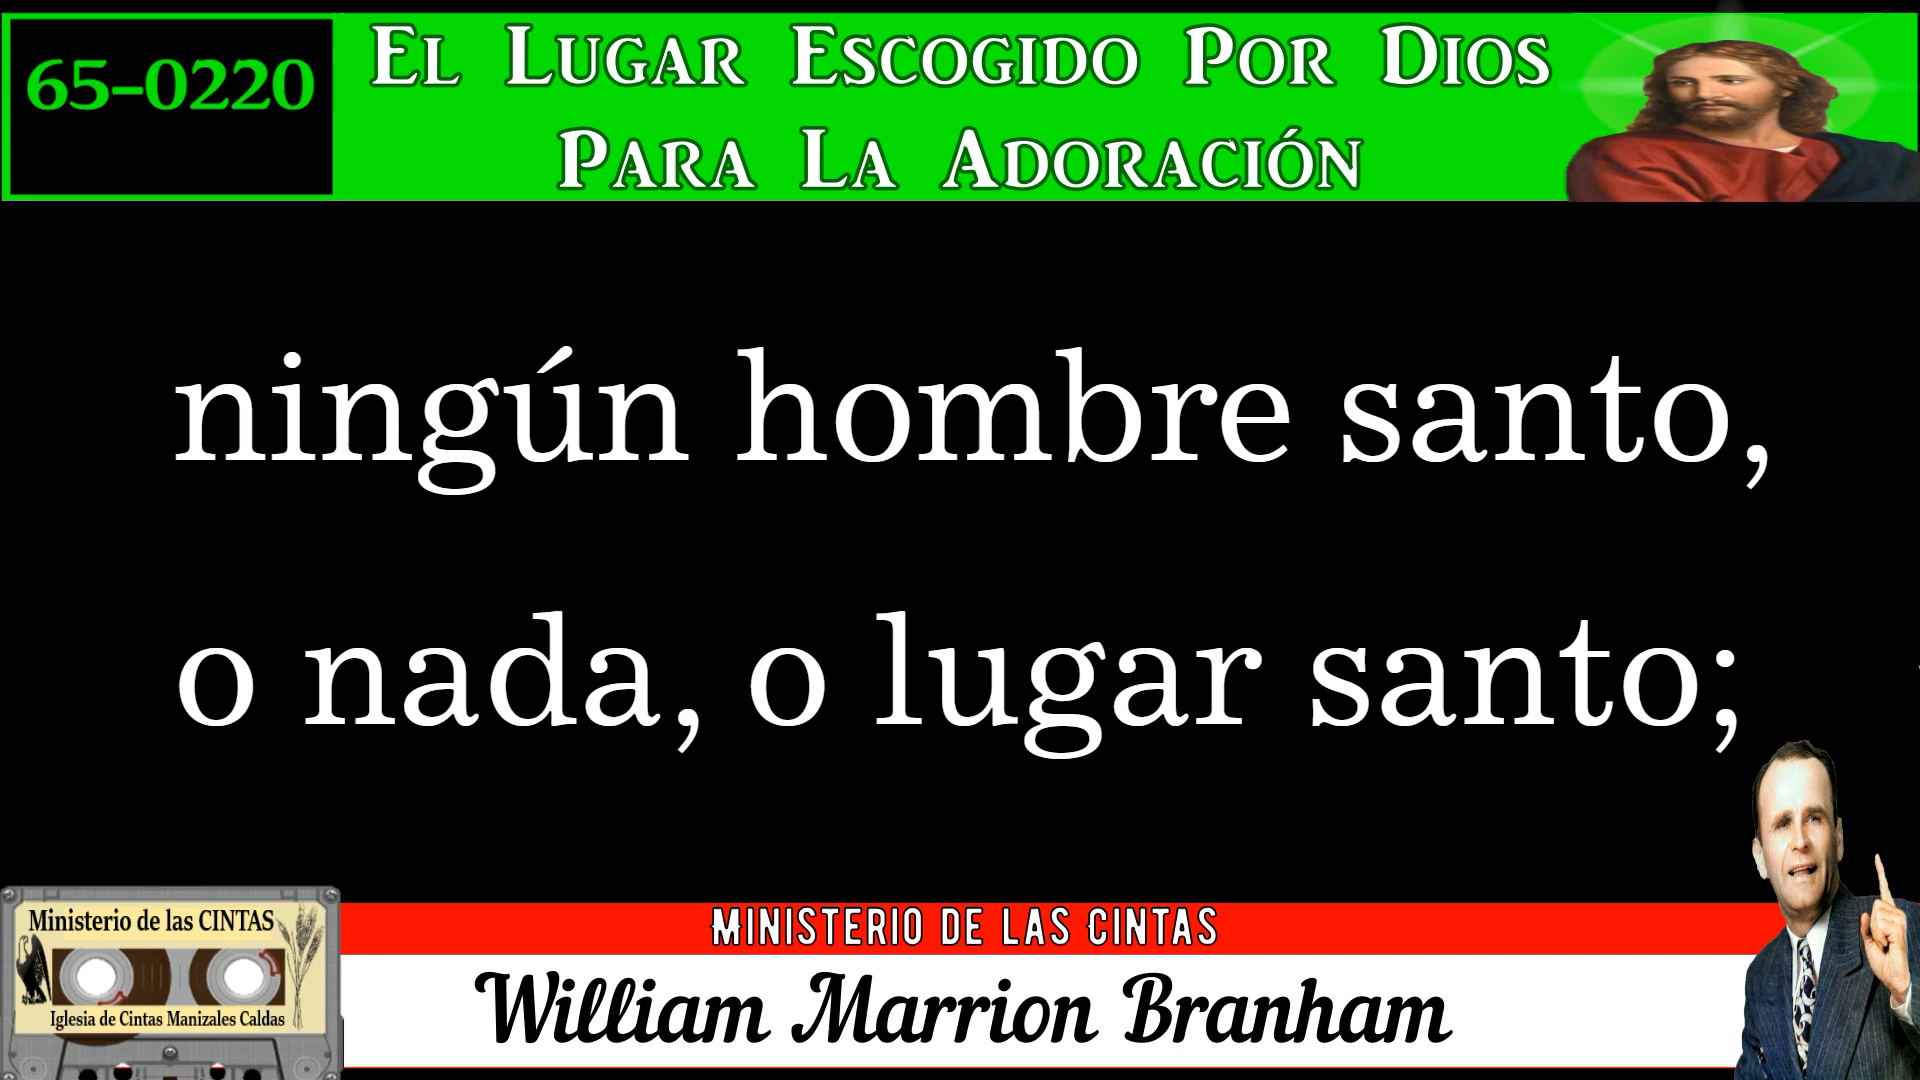 65-0220
El Lugar Escogido Por Dios
Para La Adoración
ningún hombre santo,
o nada, o lugar santo;
Ministerio de las CINTAS
Iglesia de Cintas Manizales Caldas
MINISTERIO DE LAS CINTAS
William Marrion Branham